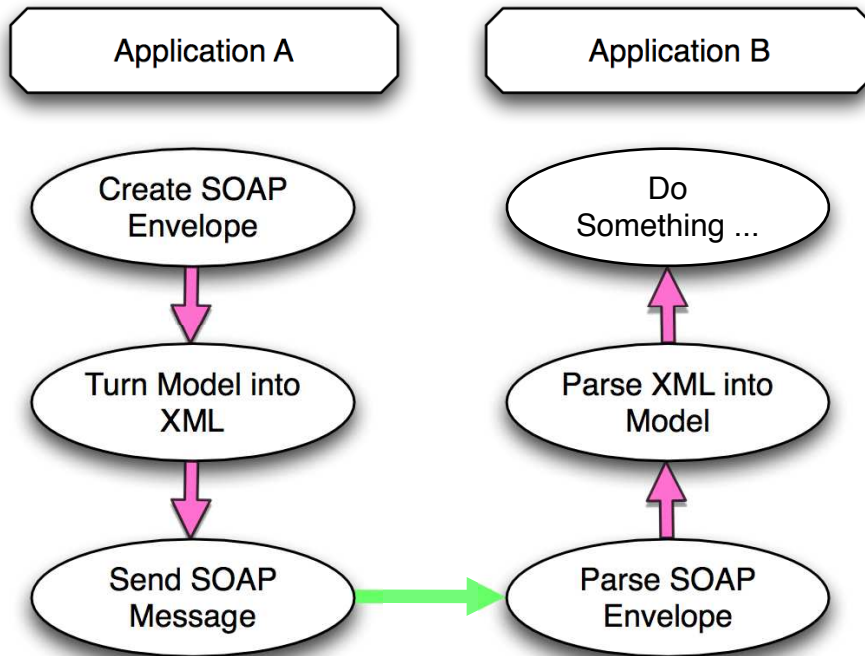 Application A
Application B
Create SOAP
Envelope
Do
Something ...
Turn Model into
XML
Parse XML into
Model
Send SOAP
Message
Parse SOAP
Envelope